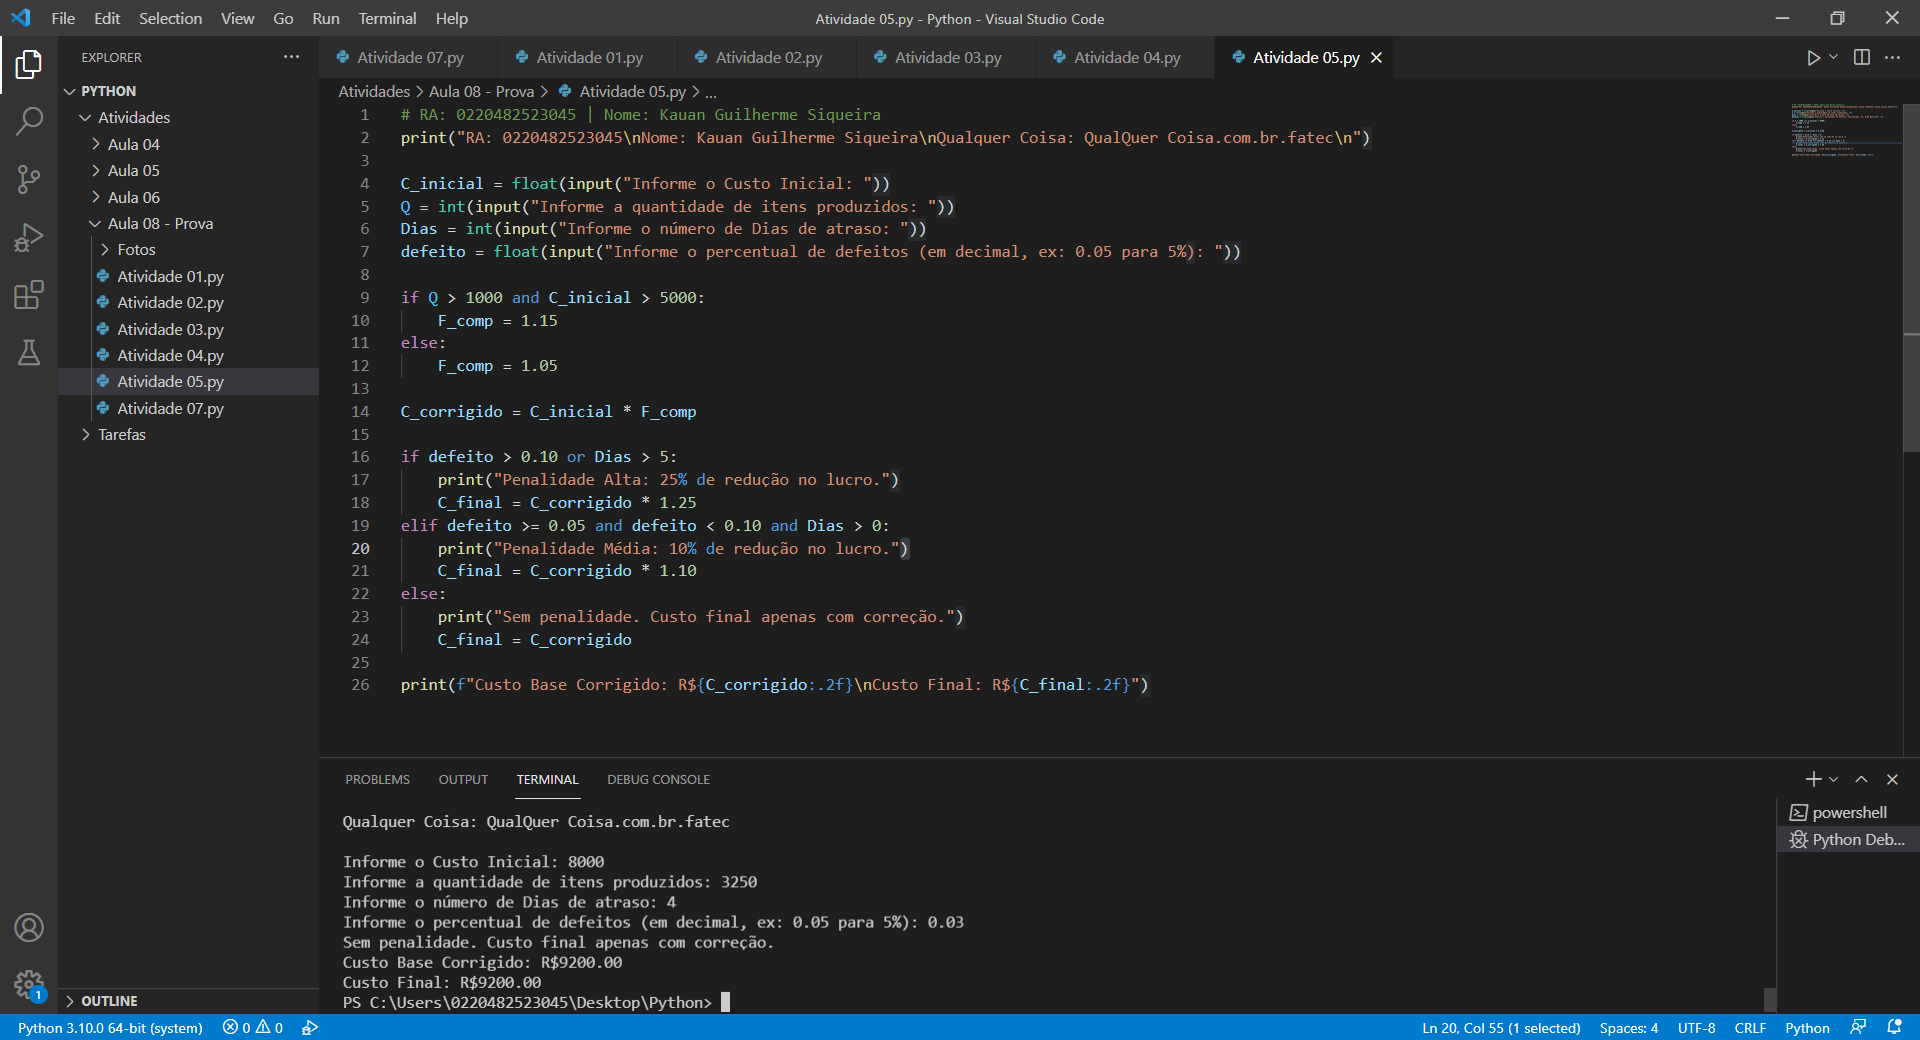 File Edit Selection View Go Run Terminal Help
Atividade 05.py - Python - Visual Studio Code
EXPLORER
PYTHON
Atividades
Aula 04
Aula 05
Aula 06
Aula 08 - Prova
Fotos
Atividade 01.py
Atividade 02.py
Atividade 03.py
Atividade 04.py
Atividade 05.py
Atividade 07.py
Tarefas
OUTLINE
Atividade 07.py Atividade 01.py Atividade 02.py Atividade 03.py Atividade 04.py Atividade 05.py
Atividades > Aula 08 - Prova > Atividade 05.py > ...
1 # RA: 0220482523045 | Nome: Kauan Guilherme Siqueira
2 print("RA: 0220482523045\nNome: Kauan Guilherme Siqueira\nQualquer Coisa: QualQuer Coisa.com.br.fatec\n")
3
4 C_inicial = float(input("Informe o Custo Inicial: "))
5 Q = int(input("Informe a quantidade de itens produzidos: "))
6 Dias = int(input("Informe o número de Dias de atraso: "))
7 defeito = float(input("Informe o percentual de defeitos (em decimal, ex: 0.05 para 5%): "))
8
9 if Q > 1000 and C_inicial > 5000:
10     F_comp = 1.15
11 else:
12     F_comp = 1.05
13
14 C_corrigido = C_inicial * F_comp
15
16 if defeito > 0.10 or Dias > 5:
17     print("Penalidade Alta: 25% de redução no lucro.")
18     C_final = C_corrigido * 1.25
19 elif defeito >= 0.05 and defeito < 0.10 and Dias > 0:
20     print("Penalidade Média: 10% de redução no lucro.")
21     C_final = C_corrigido * 1.10
22 else:
23     print("Sem penalidade. Custo final apenas com correção.")
24     C_final = C_corrigido
25
26 print(f"Custo Base Corrigido: R${C_corrigido:.2f}\nCusto Final: R${C_final:.2f}")
PROBLEMS OUTPUT TERMINAL DEBUG CONSOLE
Qualquer Coisa: QualQuer Coisa.com.br.fatec
Informe o Custo Inicial: 8000
Informe a quantidade de itens produzidos: 3250
Informe o número de Dias de atraso: 4
Informe o percentual de defeitos (em decimal, ex: 0.05 para 5%): 0.03
Sem penalidade. Custo final apenas com correção.
Custo Base Corrigido: R$9200.00
Custo Final: R$9200.00
PS C:\Users\0220482523045\Desktop\Python>
powershell
Python Deb...
1
Python 3.10.0 64-bit (system) 0 0
Ln 20, Col 55 (1 selected) Spaces: 4 UTF-8 CRLF Python